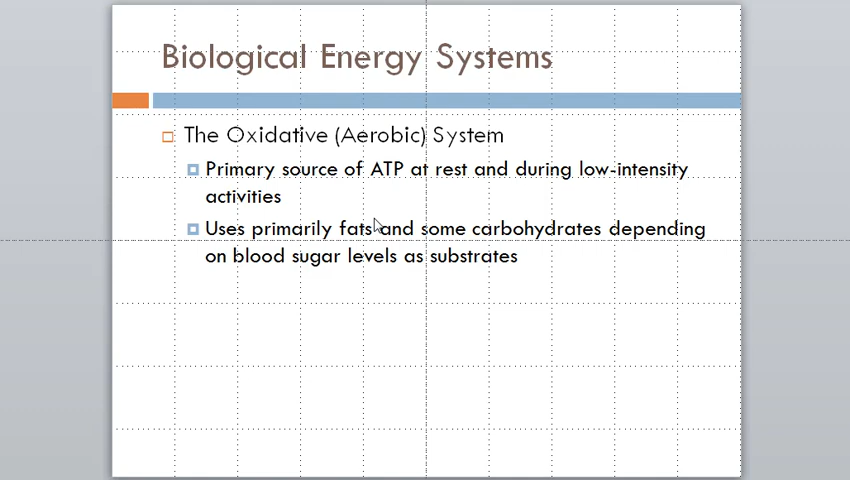 Biological Energy Systems
The Oxidative (Aerobic) System
Primary source of ATP at rest and during low-intensity
activities
Uses primarily fats and some carbohydrates depending
on blood sugar levels as substrates